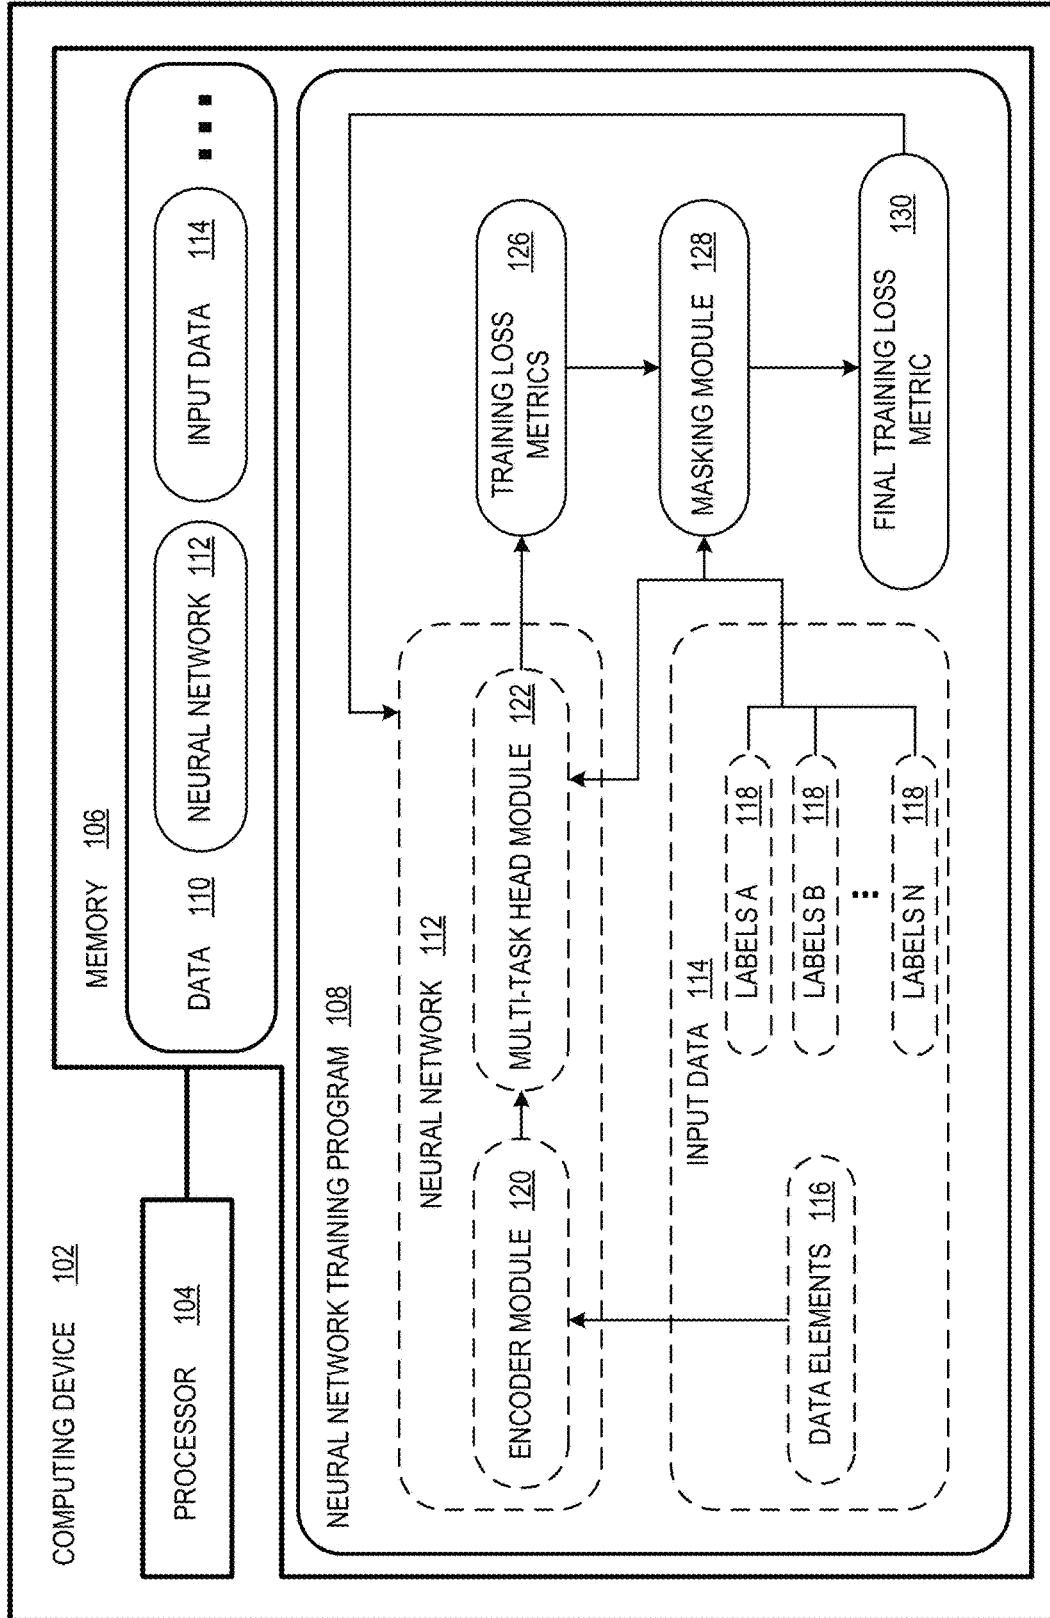 COMPUTING DEVICE 102
PROCESSOR 104
MEMORY 106
DATA 110
NEURAL NETWORK 112
INPUT DATA 114
NEURAL NETWORK TRAINING PROGRAM 108
NEURAL NETWORK 112
ENCODER MODULE 120
MULTI-TASK HEAD MODULE 122
TRAINING LOSS
METRICS
126
MASKING MODULE 128
FINAL TRAINING LOSS
METRIC
130
INPUT DATA 114
DATA ELEMENTS 116
LABELS A 118
LABELS B 118
LABELS N 118